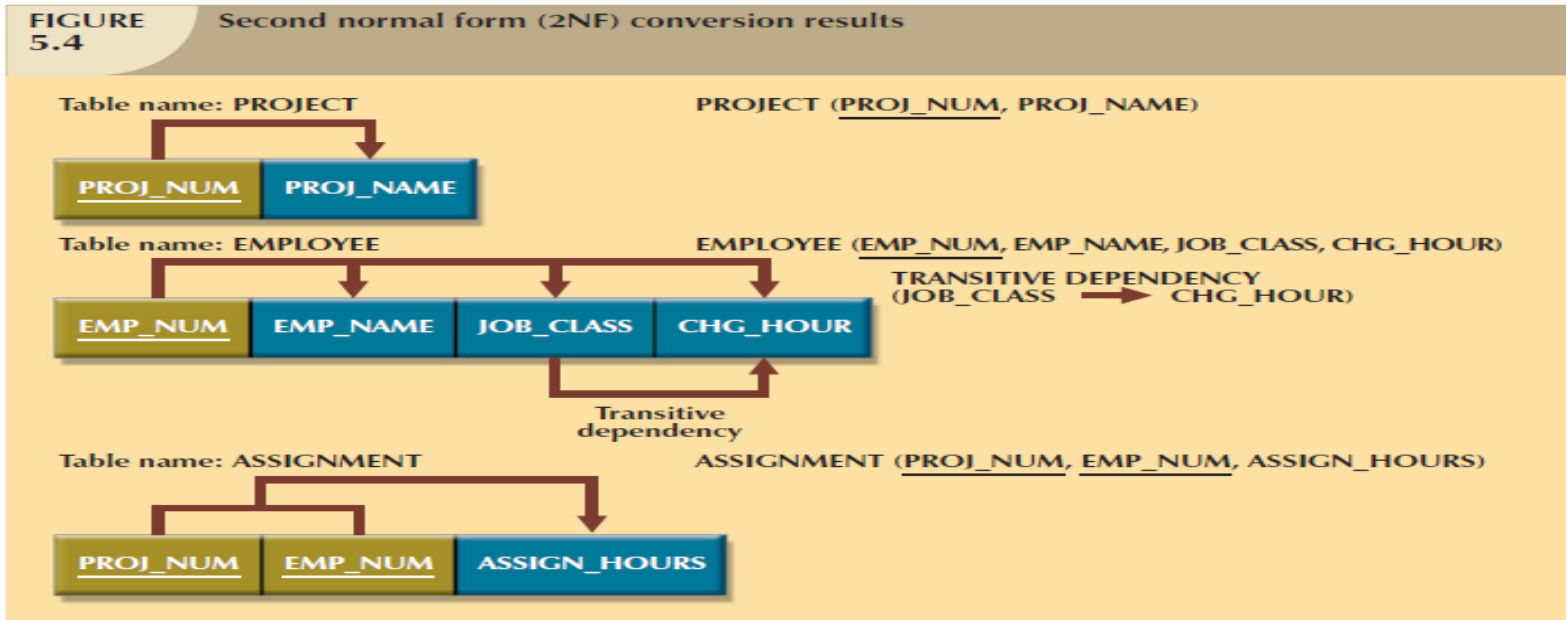 FIGURE 5.4
Second normal form (2NF) conversion results
Table name: PROJECT
PROJECT (PROJ_NUM, PROJ_NAME)
PROJ_NUM PROJ_NAME
Table name: EMPLOYEE
EMPLOYEE (EMP_NUM, EMP_NAME, JOB_CLASS, CHG_HOUR)
TRANSITIVE DEPENDENCY
(JOB_CLASS CHG_HOUR)
EMP_NUM EMP_NAME JOB_CLASS CHG_HOUR
Transitive
dependency
Table name: ASSIGNMENT
ASSIGNMENT (PROJ_NUM, EMP_NUM, ASSIGN_HOURS)
PROJ_NUM EMP_NUM ASSIGN_HOURS